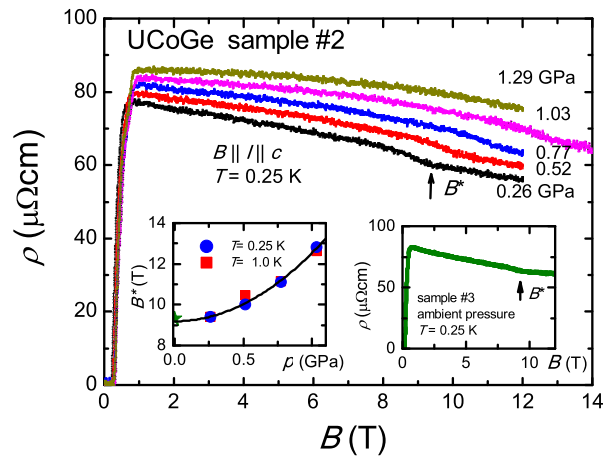 UCoGe sample #2
B || I || c
T = 0.25 K
1.29 GPa
1.03
0.77
0.52
0.26 GPa
B*
ρ (μΩcm)
100
80
60
40
20
0
0 2 4 6 8 10 12 14
B (T)
T= 0.25 K
T= 1.0 K
B* (T)
14
12
10
8
0.0 0.5
p (GPa)
ρ (μΩcm)
100
50
0
sample #3
ambient pressure
T = 0.25 K
B*
0 5 10
B (T)